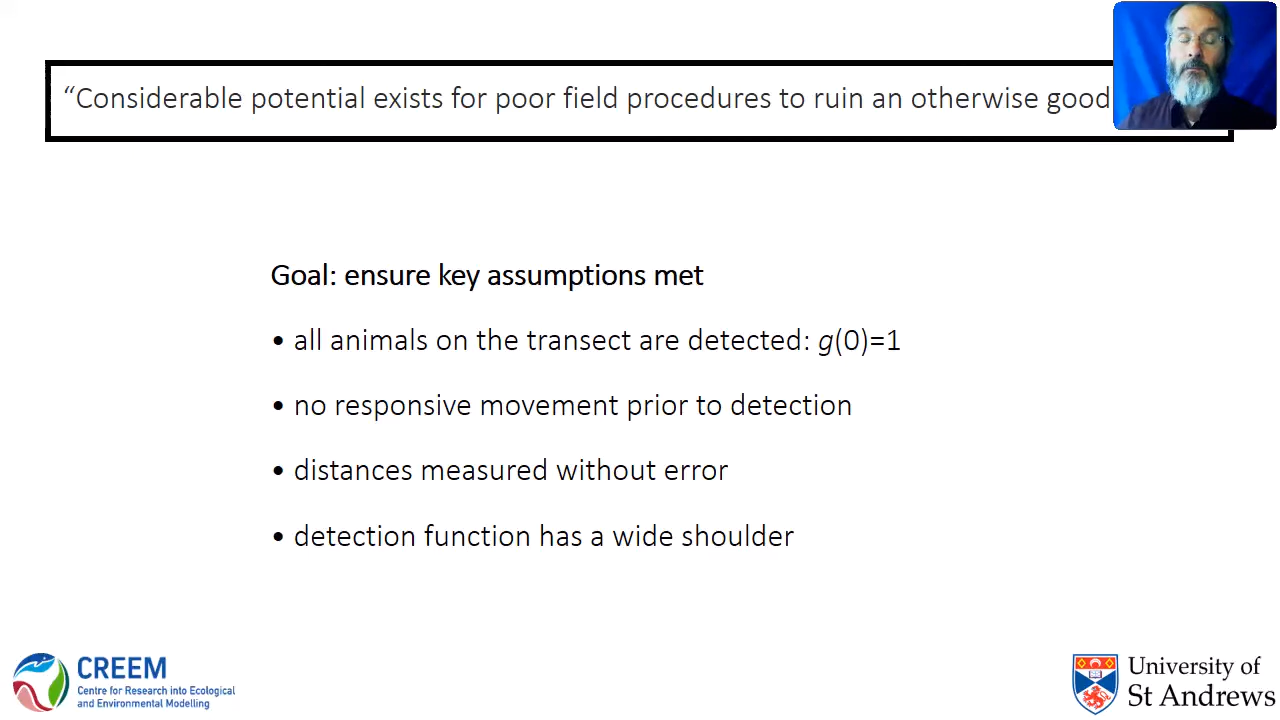 “Considerable potential exists for poor field procedures to ruin an otherwise good
Goal: ensure key assumptions met
• all animals on the transect are detected: g(0)=1
• no responsive movement prior to detection
• distances measured without error
• detection function has a wide shoulder
CREEM
Centre for Research into Ecological
and Environmental Modelling
University of
St Andrews